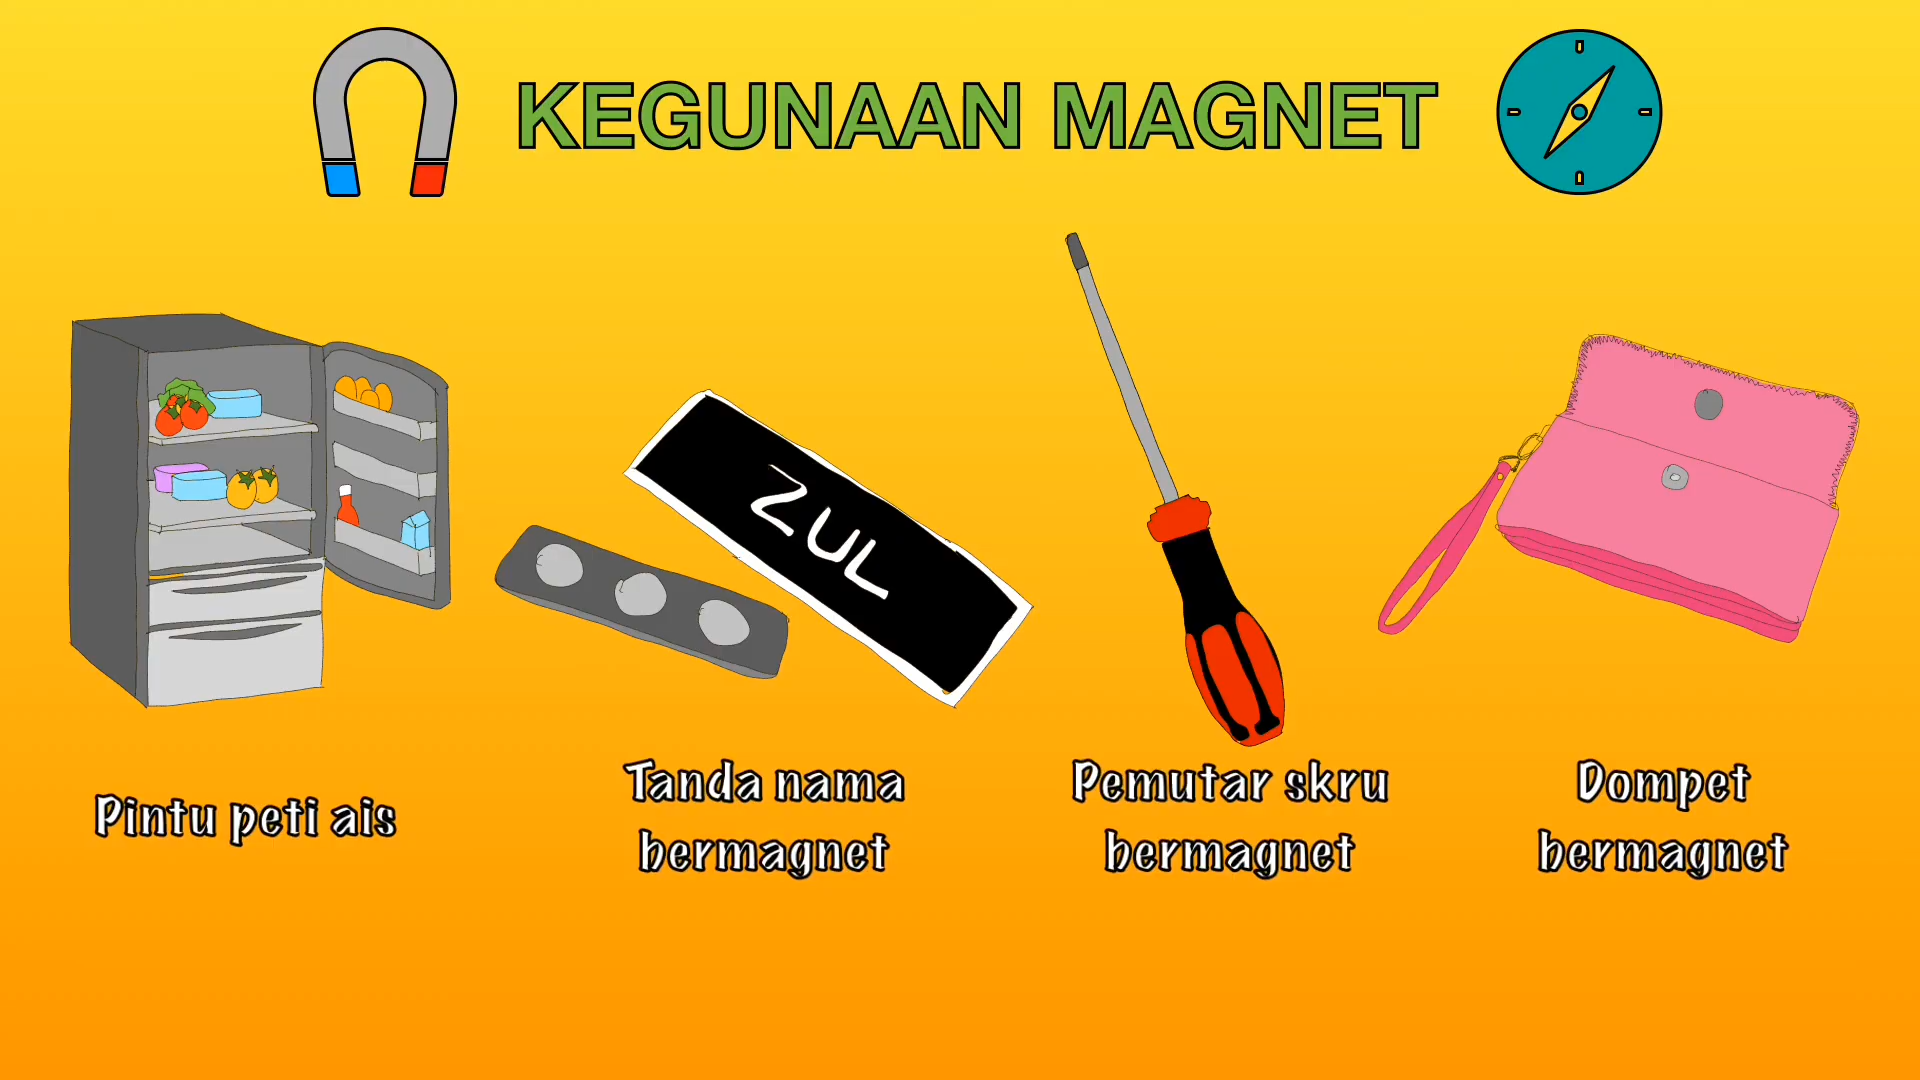 KEGUNAAN MAGNET
ZUL
Pintu peti ais
Tanda nama
bermagnet
Pemutar skru
bermagnet
Dompet
bermagnet